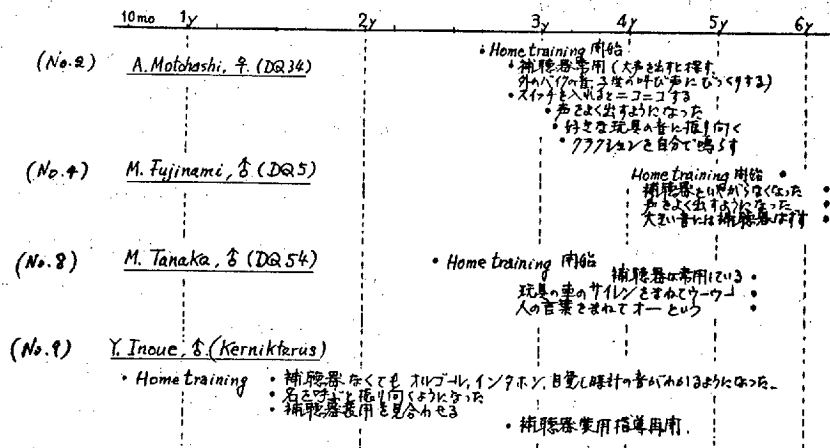 10mo 1y 2y 3y 4y 5y 6y
(No.2) A. Motohashi, ♀ (DQ34)
・Home training 開始
・補聴器常用 (大声を出すと探す,
外のバイクの音, 3度の呼び声にびっくりする)
・スイッチを入れるとニコニコする
・声をよく出すようになった
・好きな玩具の音に振り向く
・クラクションを自分で鳴らす
(No.4) M. Fujinami, ♂ (DQ5)
Home training 開始 ・
補聴器をいやがらなくなった ・
声をよく出すようになった ・
大きい音には補聴器はずす ・
(No.8) M. Tanaka, ♂ (DQ54)
・Home training 開始
補聴器は常用している ・
玩具の車のサイレンをまねてウーウー ・
人の言葉をまねてオーという ・
(No.9) Y. Inoue, ♂ (Kernikterus)
・Home training ・補聴器なくても オルゴール, インタホン, 目覚し時計の音がわかるようになった.
・名を呼ぶと振り向くようになった
・補聴器装用を見合わせる
・補聴器装用指導再開.